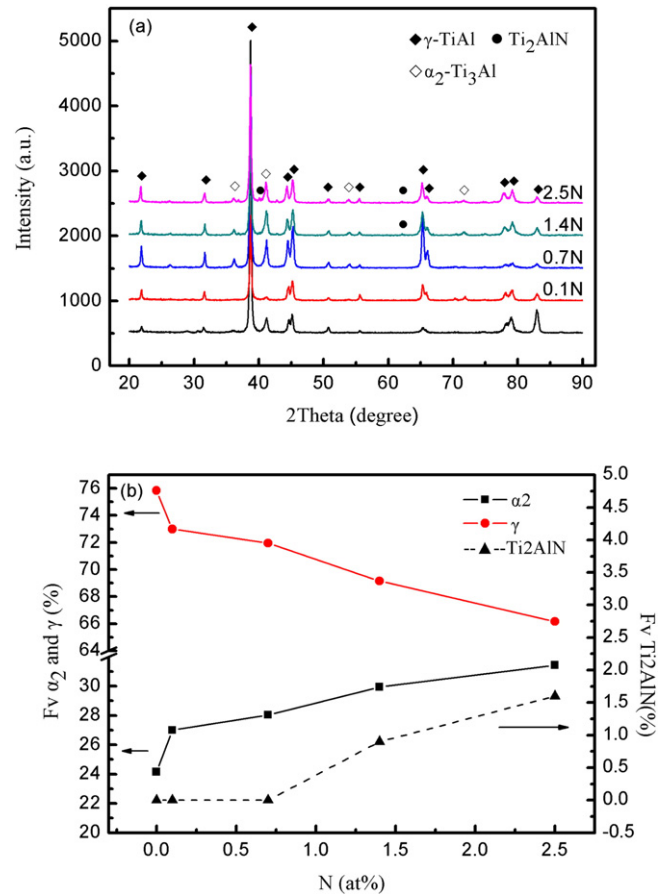 (a)
◆ γ-TiAl ● Ti₂AlN
◇ α₂-Ti₃Al
5000
4000
3000
2000
1000
0
Intensity (a.u.)
2.5N
1.4N
0.7N
0.1N
20 30 40 50 60 70 80 90
2Theta (degree)
(b)
α2
γ
Ti2AlN
76
74
72
70
68
66
64
30
28
26
24
22
20
Fv α₂ and γ (%)
5.0
4.5
4.0
3.5
3.0
2.5
2.0
1.5
1.0
0.5
0.0
-0.5
Fv Ti2AlN(%)
0.0 0.5 1.0 1.5 2.0 2.5
N (at%)